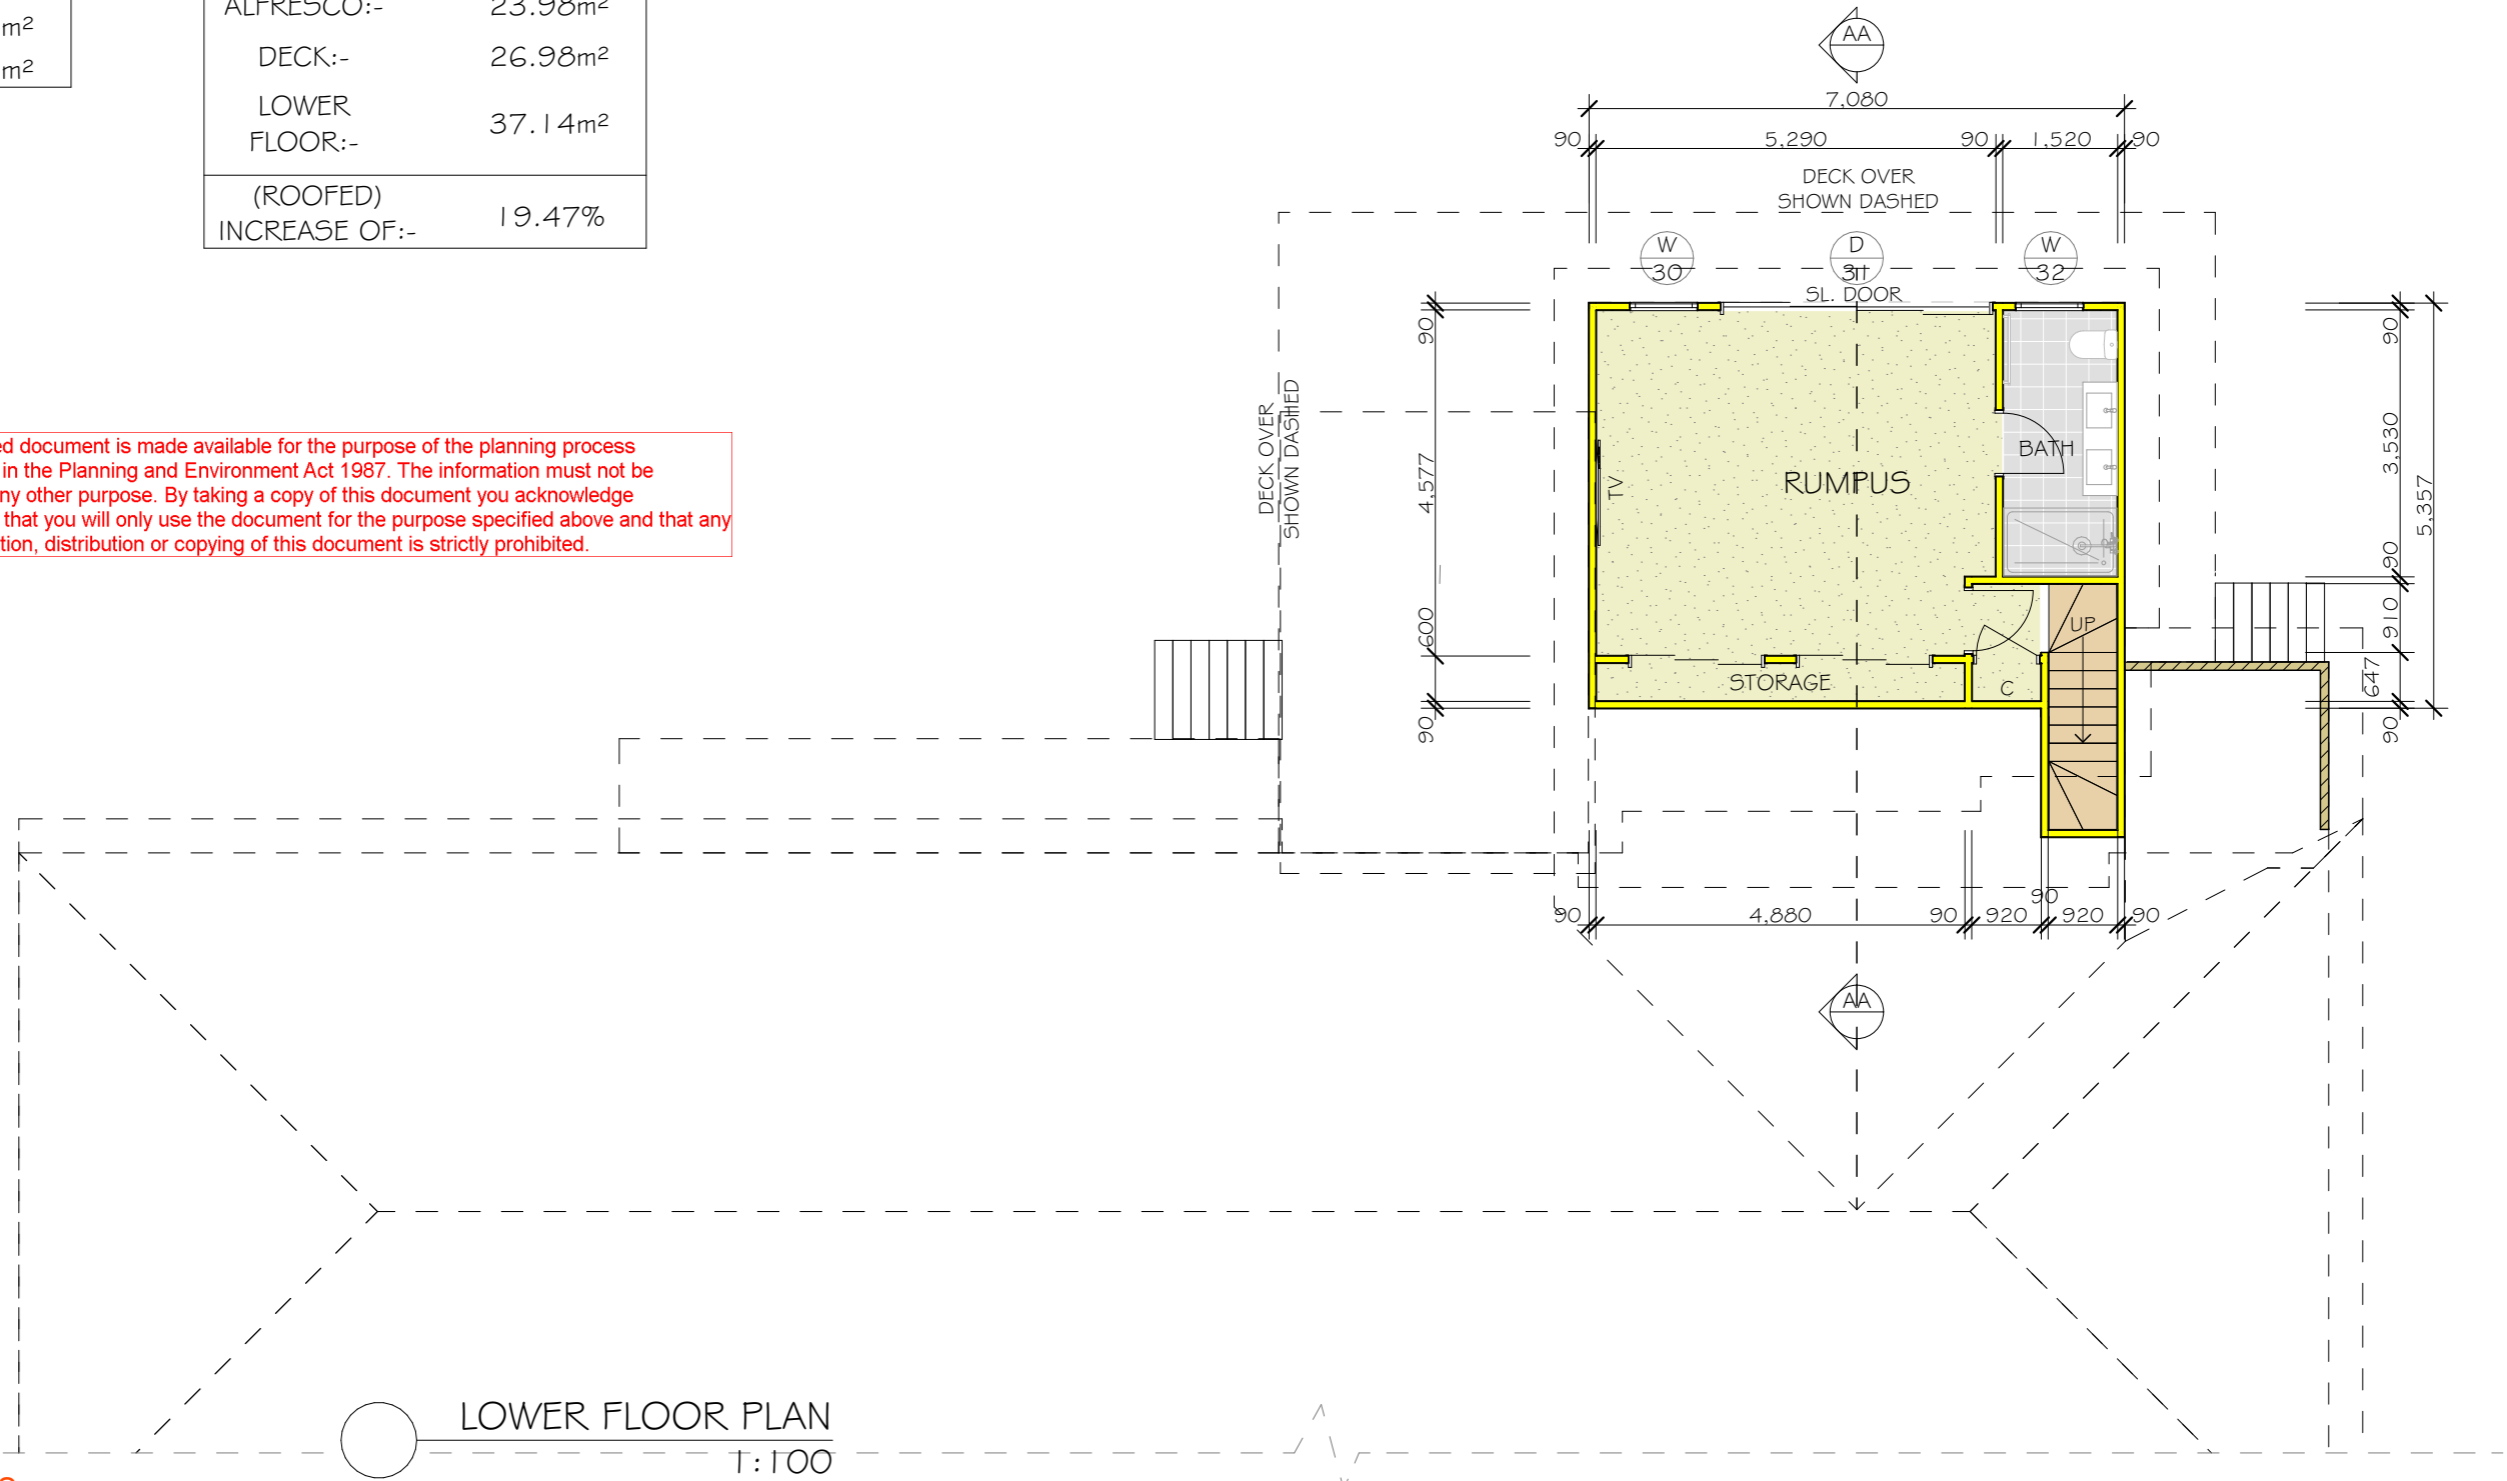 m²
m²
ALFRESCO:- 23.98m²
DECK:- 26.98m²
LOWER
FLOOR:- 37.14m²
(ROOFED)
INCREASE OF:- 19.47%
ed document is made available for the purpose of the planning process
in the Planning and Environment Act 1987. The information must not be
ny other purpose. By taking a copy of this document you acknowledge
that you will only use the document for the purpose specified above and that any
tion, distribution or copying of this document is strictly prohibited.
AA
7,080
90 5,290 90 1,520 90
DECK OVER
SHOWN DASHED
W
30
D
31
W
32
SL. DOOR
DECK OVER
SHOWN DASHED
90
4,577
600
90
TV
RUMPUS
BATH
UP
STORAGE
C
90
3,530
90
910
647
90
5,357
90 4,880 90 920 90 920 90
AA
LOWER FLOOR PLAN
1:100